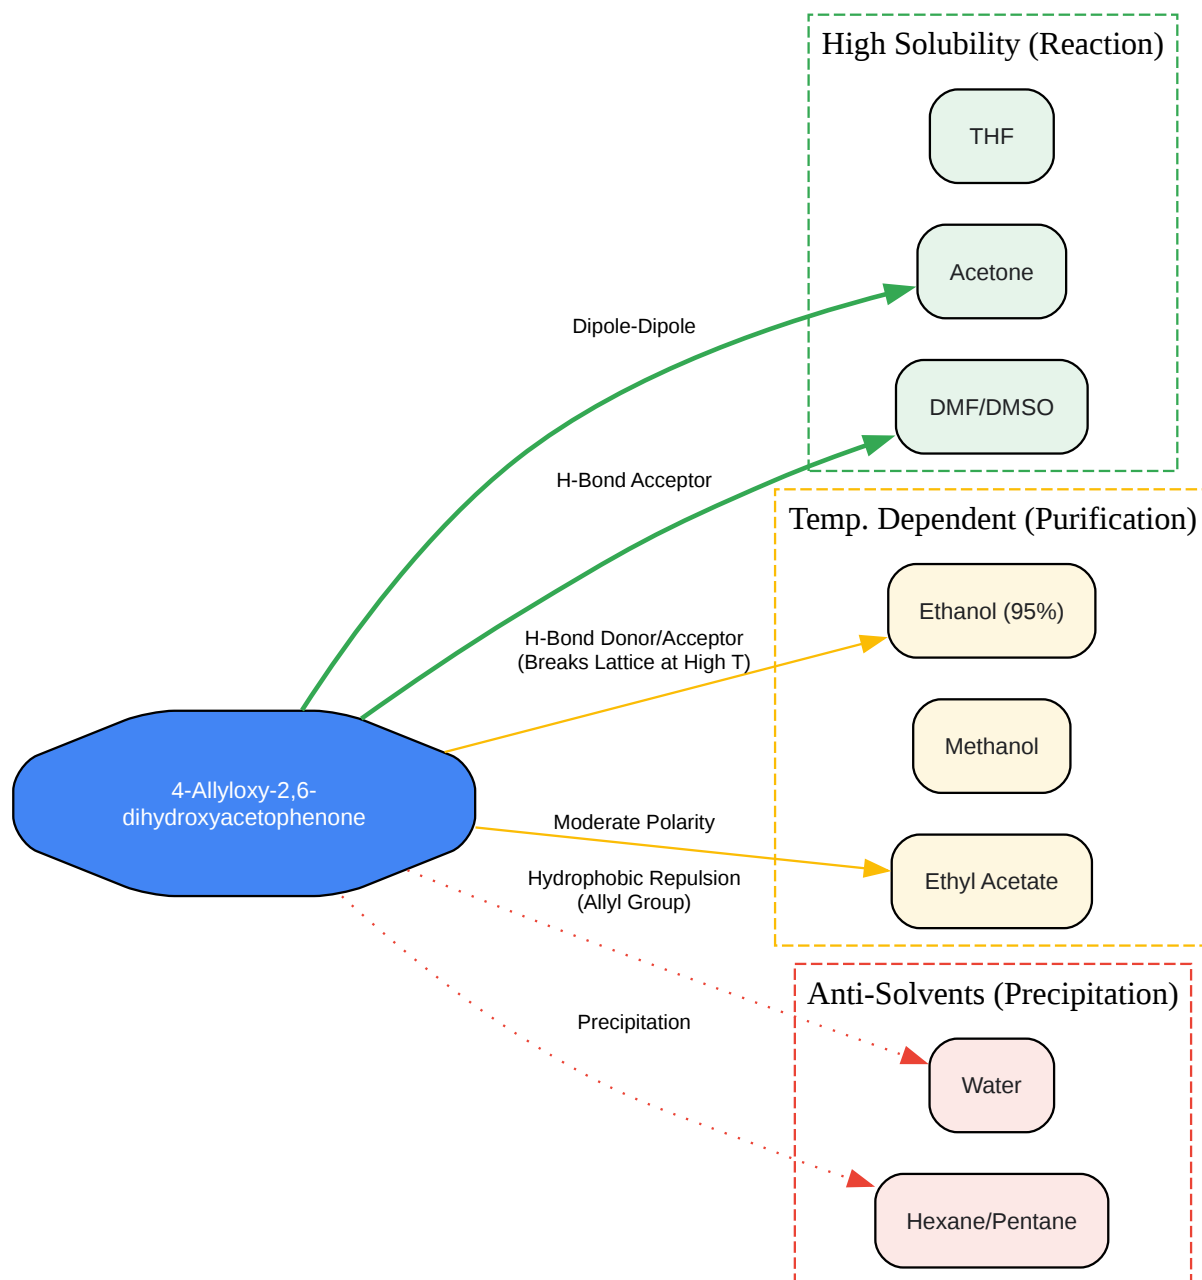 High Solubility (Reaction)
THF
Acetone
DMF/DMSO
Dipole-Dipole
H-Bond Acceptor
Temp. Dependent (Purification)
Ethanol (95%)
Methanol
Ethyl Acetate
H-Bond Donor/Acceptor
(Breaks Lattice at High T)
4-Allyloxy-2,6-
dihydroxyacetophenone
Moderate Polarity
Hydrophobic Repulsion
(Allyl Group)
Precipitation
Anti-Solvents (Precipitation)
Water
Hexane/Pentane